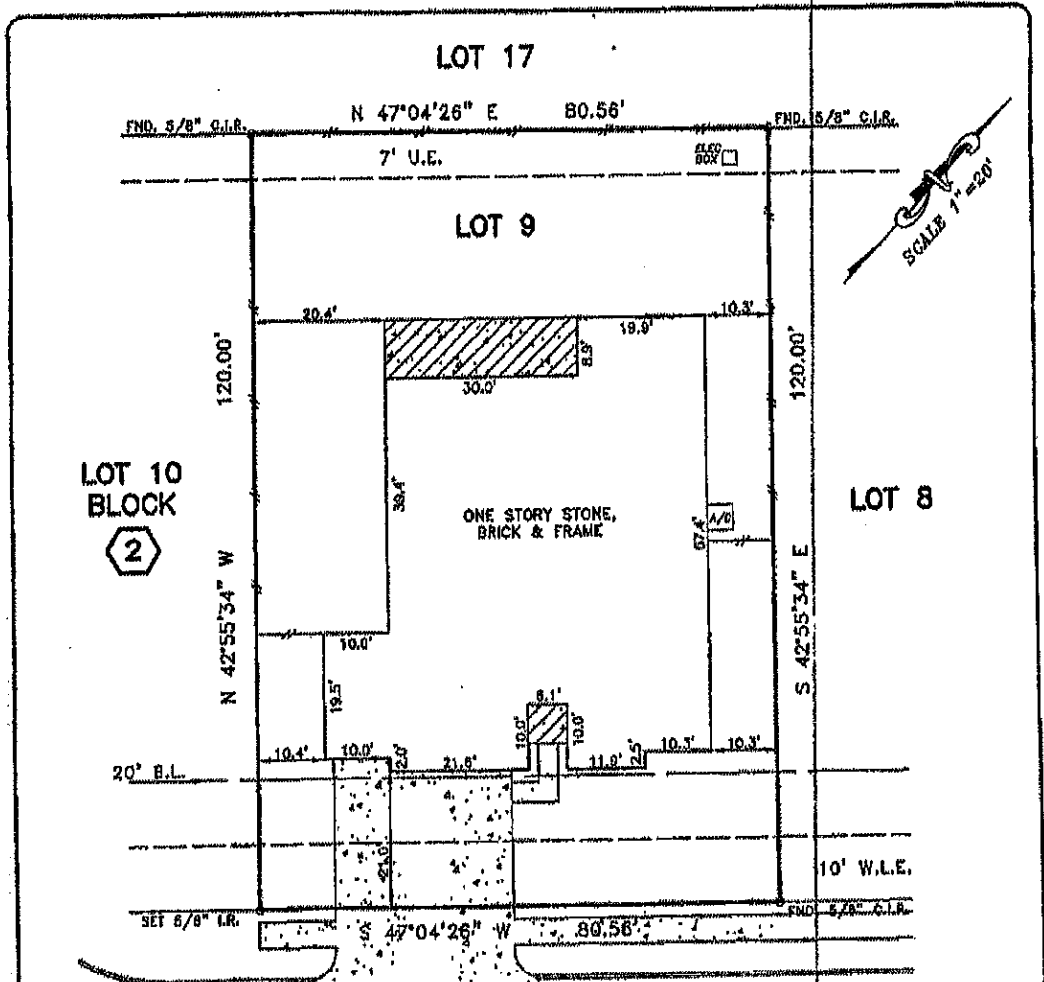 LOT 17
N 47°04'26" E 80.56'
FND. 5/8" C.I.R.
FND. 5/8" C.I.R.
7' U.E.
ELEC
BOX
SCALE 1"=20'
LOT 9
20.4'
19.9'
10.3'
8.9'
30.0'
120.00'
120.00'
LOT 10
BLOCK
2
39.4'
ONE STORY STONE,
BRICK & FRAME
A/C
57.4'
LOT 8
N 42°55'34" W
S 42°55'34" E
10.0'
19.5'
6.1'
10.0'
10.0'
10.4'
10.0'
2.0'
21.6'
11.9'
2.5'
10.3'
10.3'
20' B.L.
21.0'
10' W.L.E.
SET 5/8" I.R.
FND. 5/8" C.I.R.
S 47°04'26" W 80.56'